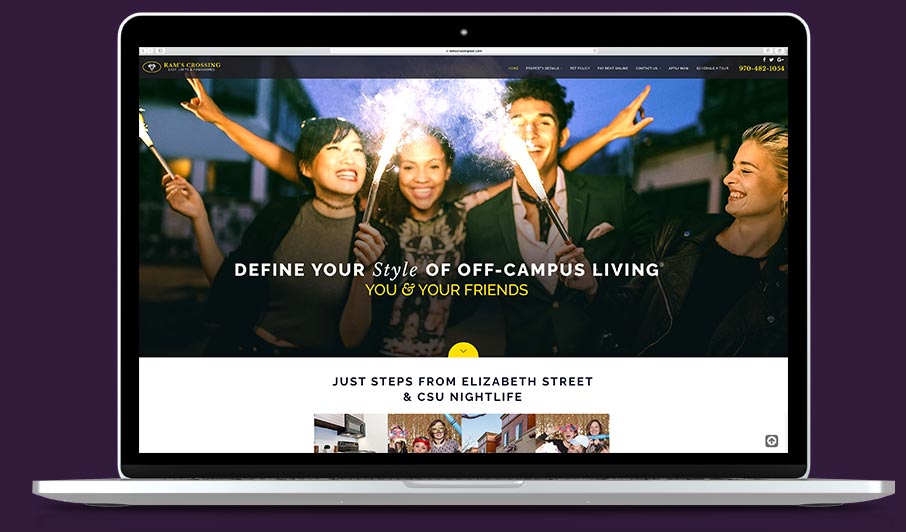 ramscrossingeast.com
RAM'S CROSSING
EAST, LOFTS & TOWNHOMES
HOME PROPERTY DETAILS PET POLICY PAY RENT ONLINE CONTACT US APPLY NOW SCHEDULE A TOUR 970-482-1054
DEFINE YOUR Style OF OFF-CAMPUS LIVING
YOU & YOUR FRIENDS
JUST STEPS FROM ELIZABETH STREET
& CSU NIGHTLIFE